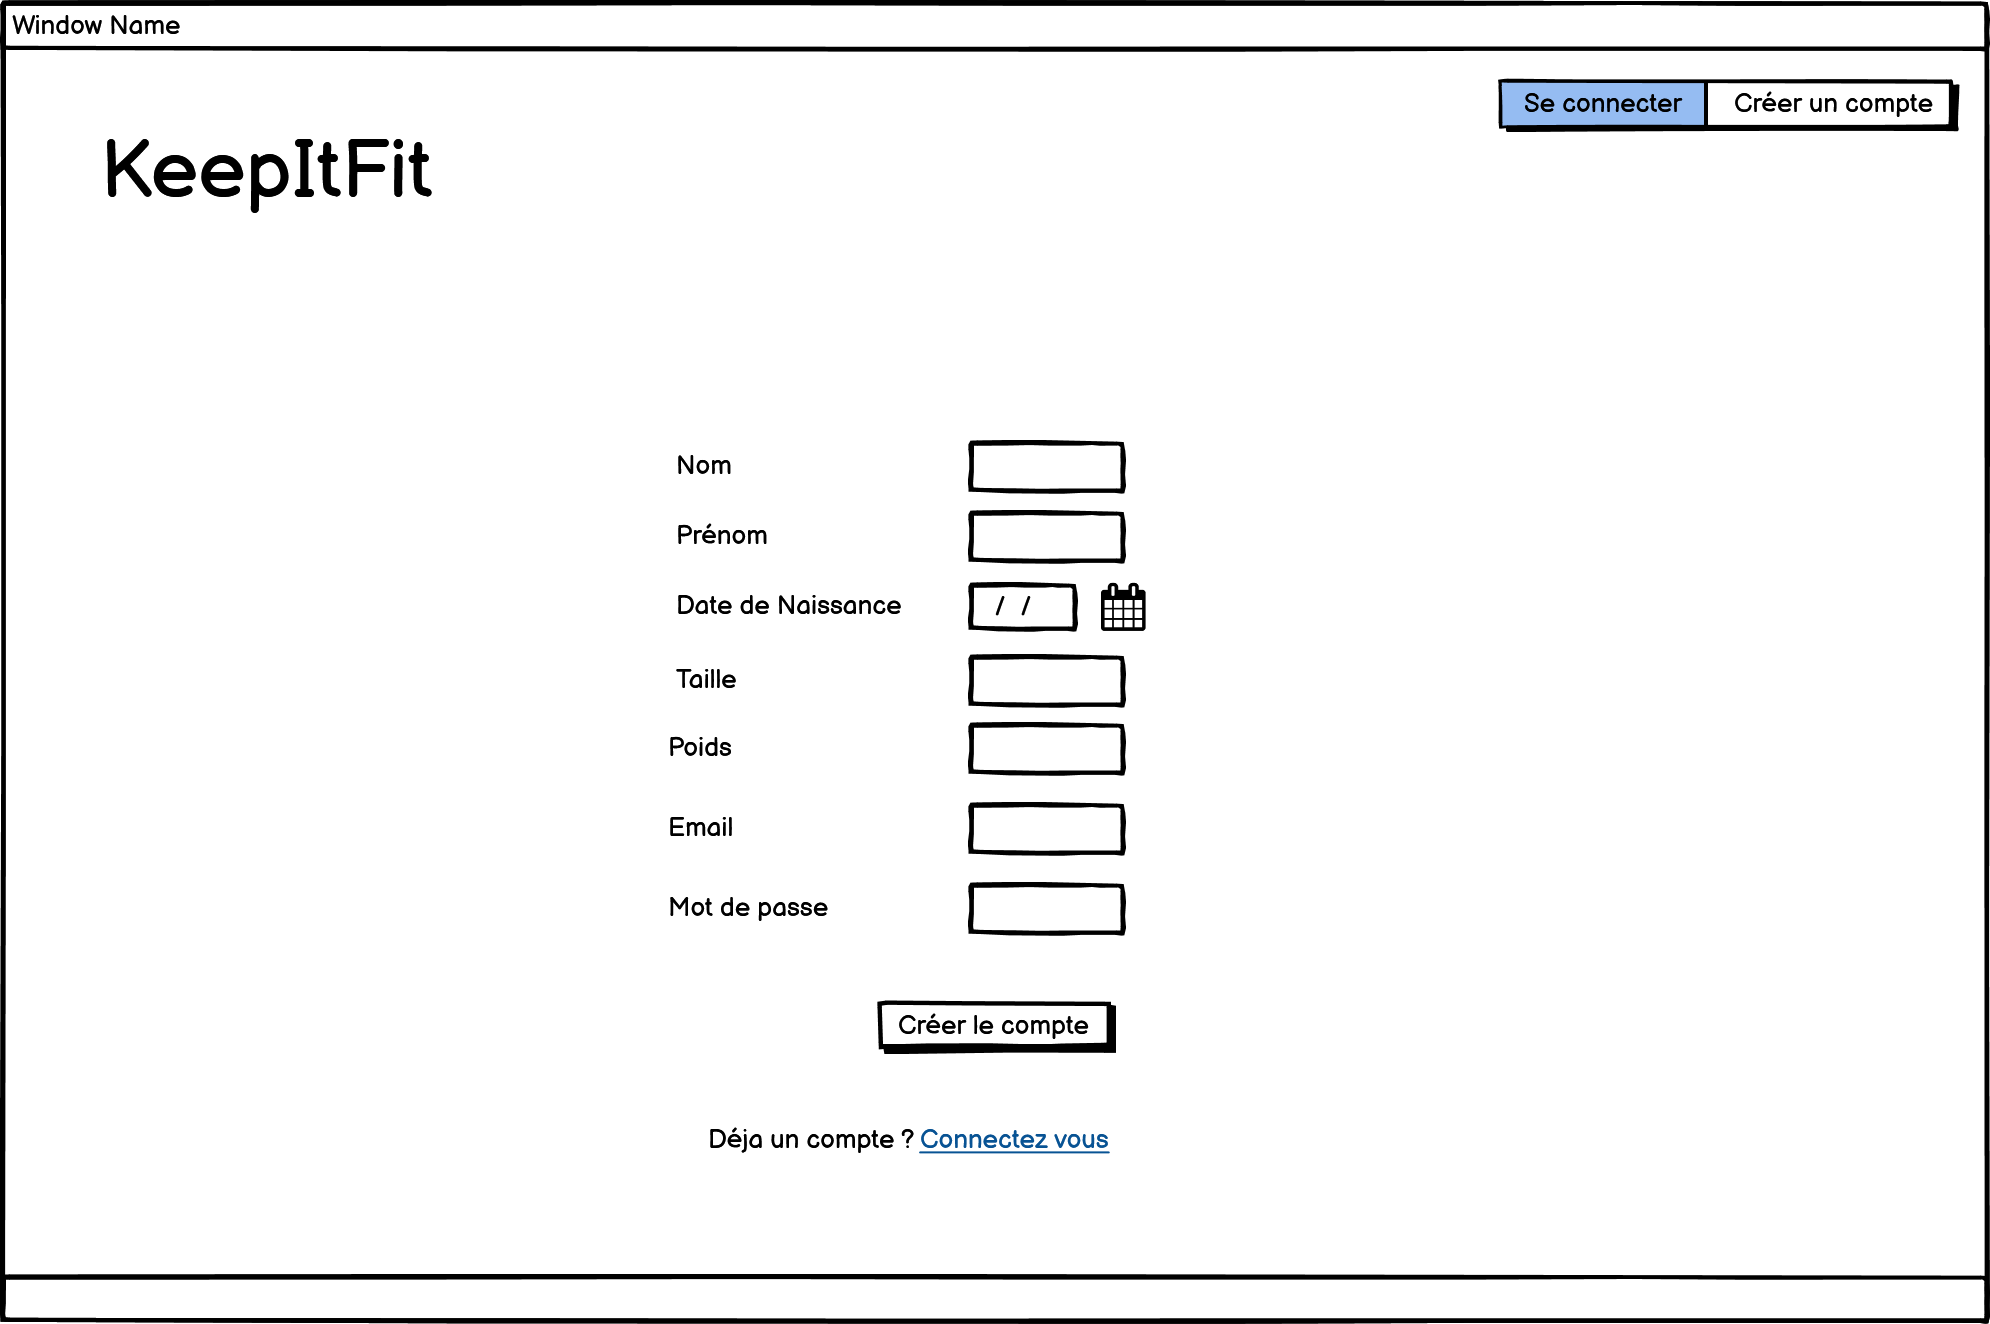 Window Name
Se connecter
Créer un compte
KeepItFit
Nom
Prénom
Date de Naissance
/ /
Taille
Poids
Email
Mot de passe
Créer le compte
Déja un compte ? Connectez vous